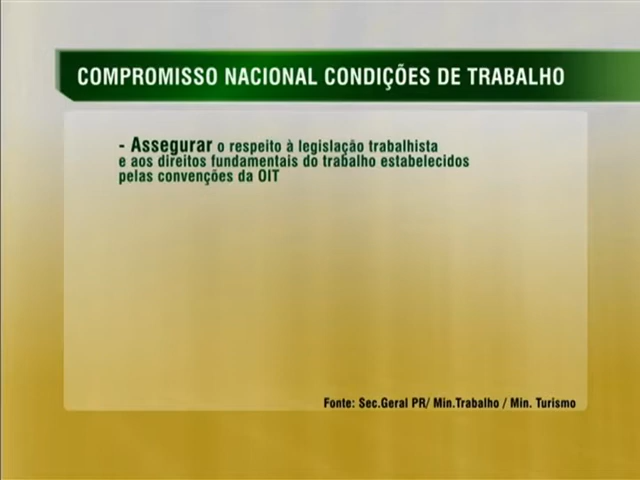 COMPROMISSO NACIONAL CONDIÇÕES DE TRABALHO
- Assegurar o respeito à legislação trabalhista
e aos direitos fundamentais do trabalho estabelecidos
pelas convenções da OIT
Fonte: Sec.Geral PR/ Min.Trabalho / Min. Turismo